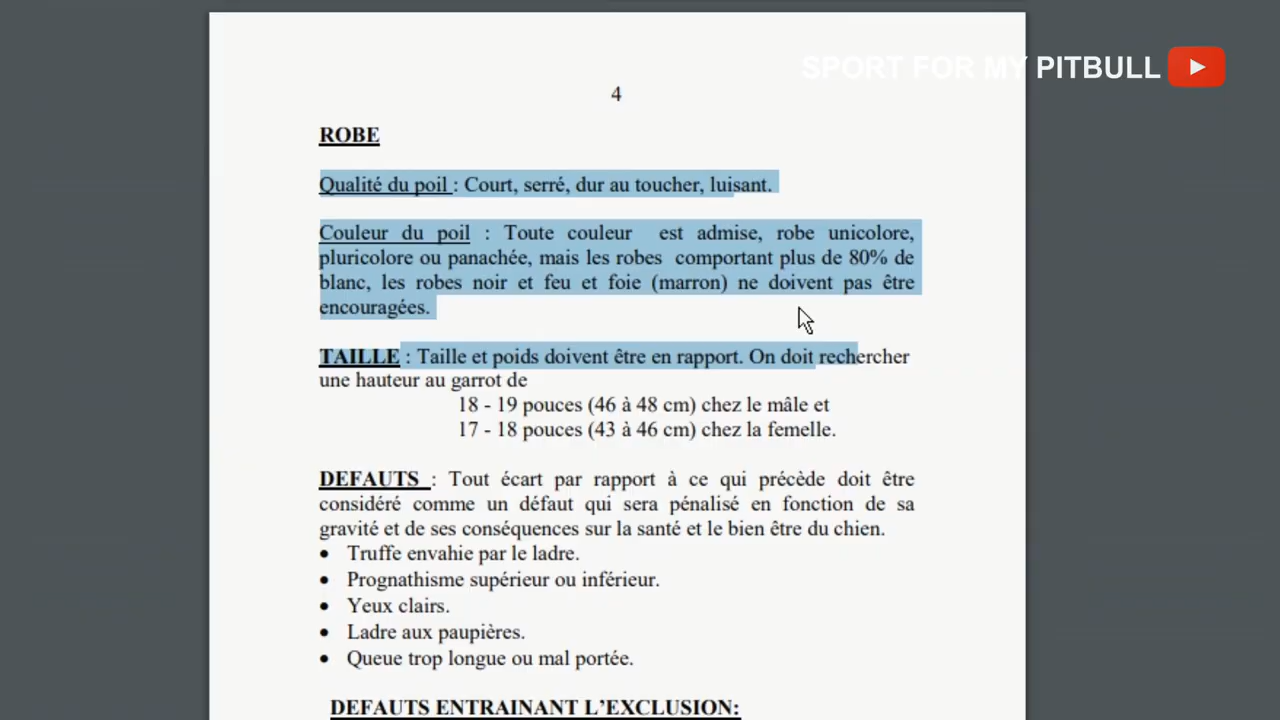 SPORT FOR MY PITBULL
4
ROBE
Qualité du poil : Court, serré, dur au toucher, luisant.
Couleur du poil : Toute couleur est admise, robe unicolore,
pluricolore ou panachée, mais les robes comportant plus de 80% de
blanc, les robes noir et feu et foie (marron) ne doivent pas être
encouragées.
TAILLE : Taille et poids doivent être en rapport. On doit rechercher
une hauteur au garrot de
18 - 19 pouces (46 à 48 cm) chez le mâle et
17 - 18 pouces (43 à 46 cm) chez la femelle.
DEFAUTS : Tout écart par rapport à ce qui précède doit être
considéré comme un défaut qui sera pénalisé en fonction de sa
gravité et de ses conséquences sur la santé et le bien être du chien.
• Truffe envahie par le ladre.
• Prognathisme supérieur ou inférieur.
• Yeux clairs.
• Ladre aux paupières.
• Queue trop longue ou mal portée.
DEFAUTS ENTRAINANT L’EXCLUSION: